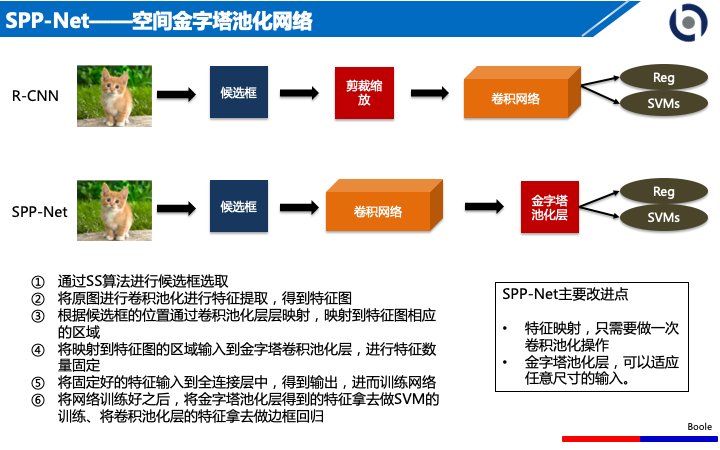 SPP-Net——空间金字塔池化网络
R-CNN
候选框
剪裁缩
放
卷积网络
Reg
SVMs
SPP-Net
候选框
卷积网络
金字塔
池化层
Reg
SVMs
① 通过SS算法进行候选框选取
② 将原图进行卷积池化进行特征提取，得到特征图
③ 根据候选框的位置通过卷积池化层层映射，映射到特征图相应
的区域
④ 将映射到特征图的区域输入到金字塔卷积池化层，进行特征数
量固定
⑤ 将固定好的特征输入到全连接层中，得到输出，进而训练网络
⑥ 将网络训练好之后，将金字塔池化层得到的特征拿去做SVM的
训练、将卷积池化层的特征拿去做边框回归
SPP-Net主要改进点
• 特征映射，只需要做一次
卷积池化操作
• 金字塔池化层，可以适应
任意尺寸的输入。
Boole